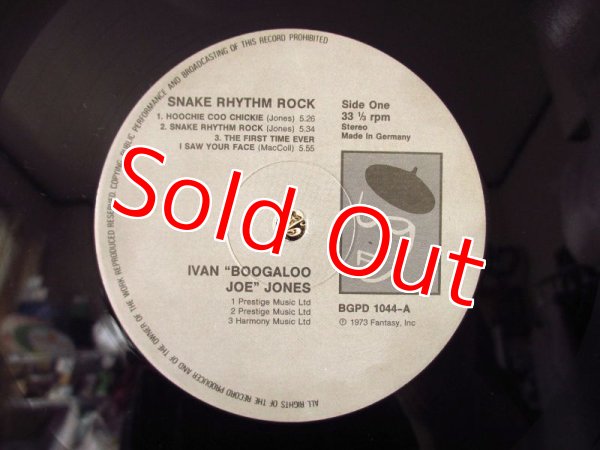 COPYING, PUBLIC PERFORMANCE AND BROADCASTING OF THIS RECORD PROHIBITED
SNAKE RHYTHM ROCK
1. HOOCHIE COO CHICKIE (Jones) 5.26
2. SNAKE RHYTHM ROCK (Jones) 5.34
3. THE FIRST TIME EVER
I SAW YOUR FACE (MacColl) 5.55
Side One
33 ⅓ rpm
Stereo
Made in Germany
Sold Out
IVAN "BOOGALOO
JOE" JONES
1 Prestige Music Ltd
2 Prestige Music Ltd
3 Harmony Music Ltd
BGPD 1044-A
℗ 1973 Fantasy, Inc
ALL RIGHTS OF THE RECORD PRODUCER AND OF THE OWNER OF THE WORK REPRODUCED RESERVED